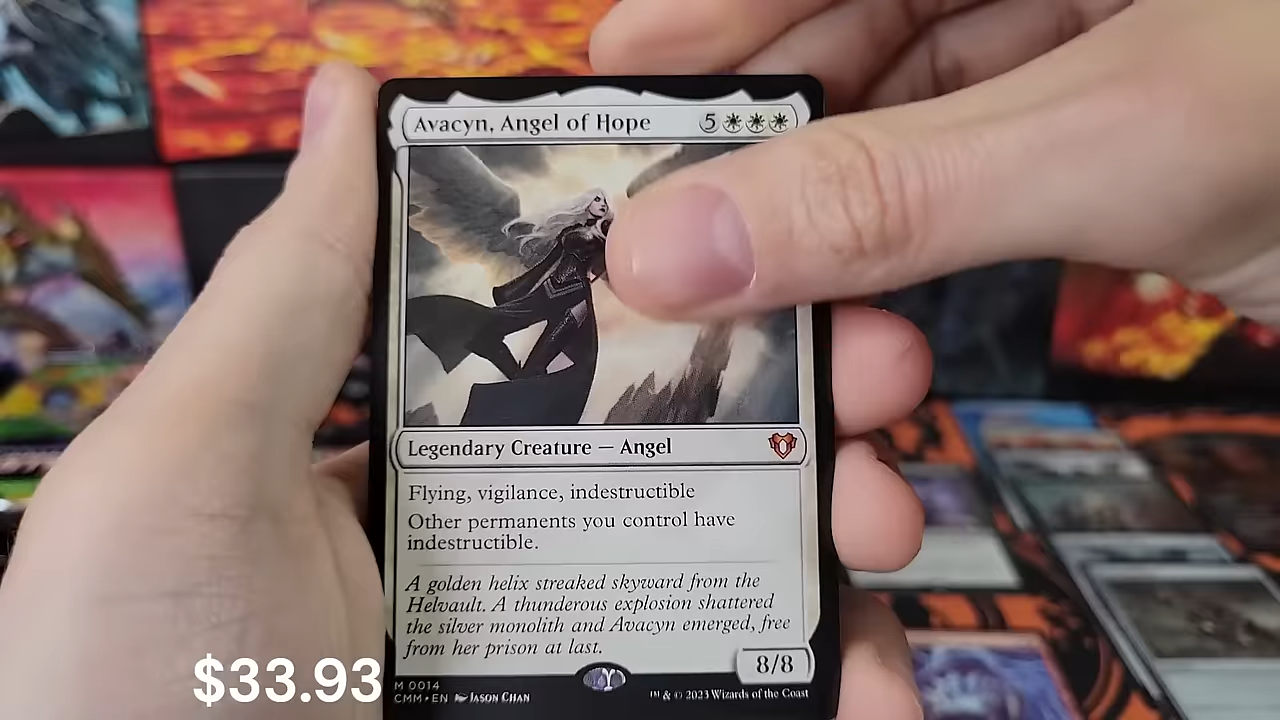 Avacyn, Angel of Hope 5
Legendary Creature — Angel
Flying, vigilance, indestructible
Other permanents you control have
indestructible.
A golden helix streaked skyward from the
Helvault. A thunderous explosion shattered
the silver monolith and Avacyn emerged, free
from her prison at last.
8/8
$33.93
M 0014
CMM • EN Jason Chan
™ & © 2023 Wizards of the Coast